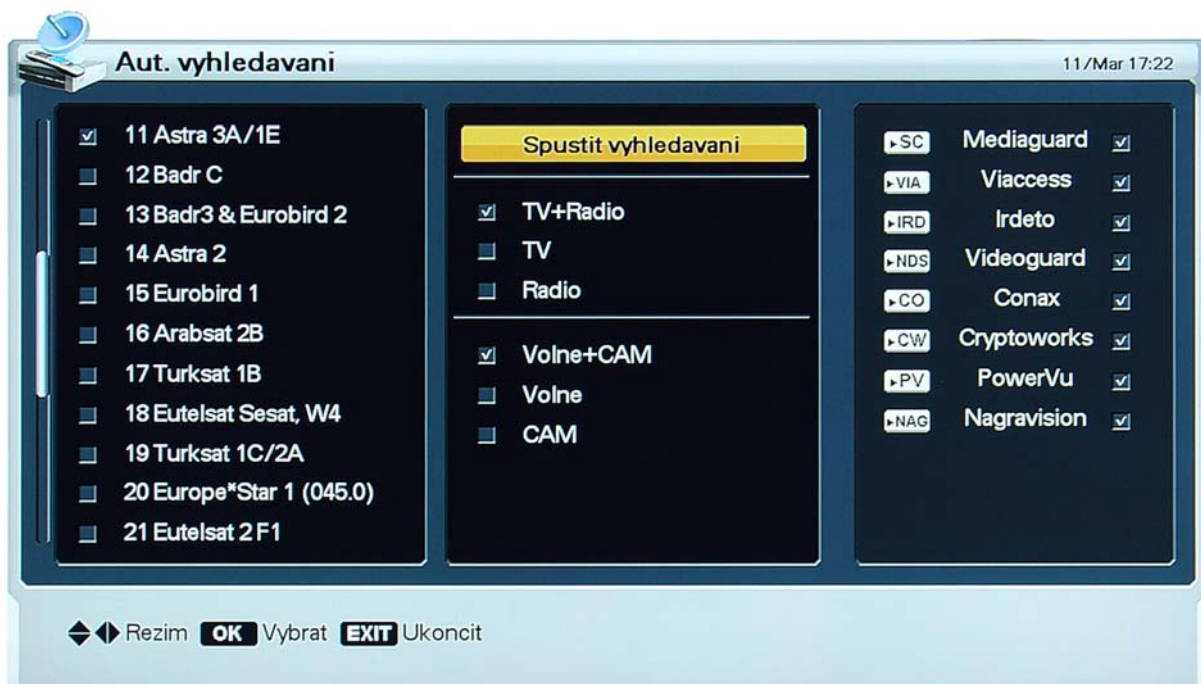 Aut. vyhledavani
11/Mar 17:22
11 Astra 3A/1E
12 Badr C
13 Badr3 & Eurobird 2
14 Astra 2
15 Eurobird 1
16 Arabsat 2B
17 Turksat 1B
18 Eutelsat Sesat, W4
19 Turksat 1C/2A
20 Europe*Star 1 (045.0)
21 Eutelsat 2 F1
Spustit vyhledavani
TV+Radio
TV
Radio
Volne+CAM
Volne
CAM
SC Mediaguard
VIA Viaccess
IRD Irdeto
NDS Videoguard
CO Conax
CW Cryptoworks
PV PowerVu
NAG Nagravision
Rezim OK Vybrat EXIT Ukoncit